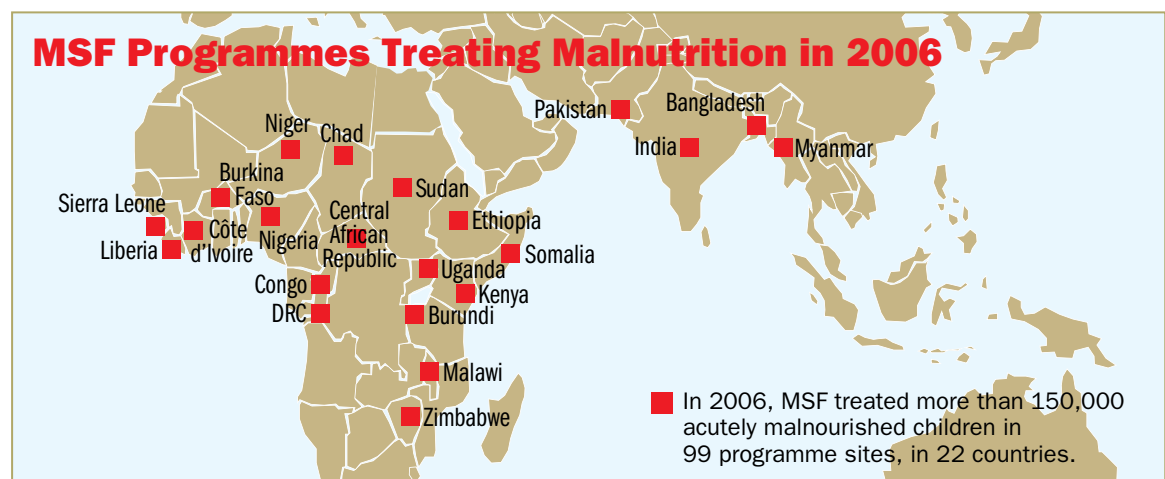 MSF Programmes Treating Malnutrition in 2006
Pakistan
Bangladesh
India
Myanmar
Niger
Chad
Burkina
Faso
Sudan
Sierra Leone
Central
African
Republic
Ethiopia
Côte
d'Ivoire
Nigeria
Liberia
Somalia
Uganda
Congo
Kenya
DRC
Burundi
Malawi
Zimbabwe
In 2006, MSF treated more than 150,000
acutely malnourished children in
99 programme sites, in 22 countries.